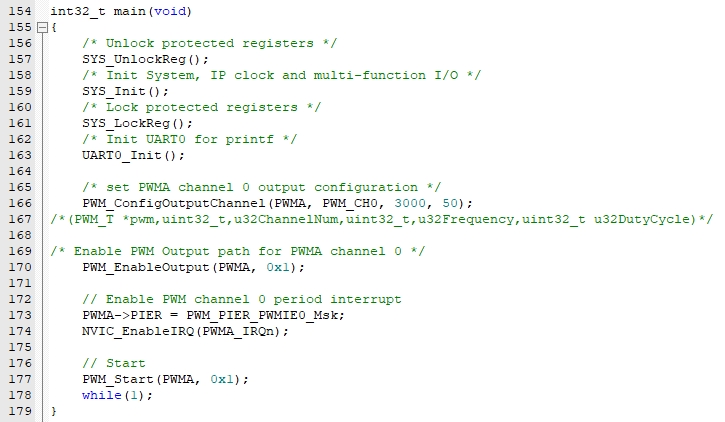 154 int32_t main(void)
155 {
156 /* Unlock protected registers */
157 SYS_UnlockReg();
158 /* Init System, IP clock and multi-function I/O */
159 SYS_Init();
160 /* Lock protected registers */
161 SYS_LockReg();
162 /* Init UART0 for printf */
163 UART0_Init();
164
165 /* set PWMA channel 0 output configuration */
166 PWM_ConfigOutputChannel(PWMA, PWM_CH0, 3000, 50);
167 /*(PWM_T *pwm,uint32_t,u32ChannelNum,uint32_t,u32Frequency,uint32_t u32DutyCycle)*/
168
169 /* Enable PWM Output path for PWMA channel 0 */
170 PWM_EnableOutput(PWMA, 0x1);
171
172 // Enable PWM channel 0 period interrupt
173 PWMA->PIER = PWM_PIER_PWMIE0_Msk;
174 NVIC_EnableIRQ(PWMA_IRQn);
175
176 // Start
177 PWM_Start(PWMA, 0x1);
178 while(1);
179 }